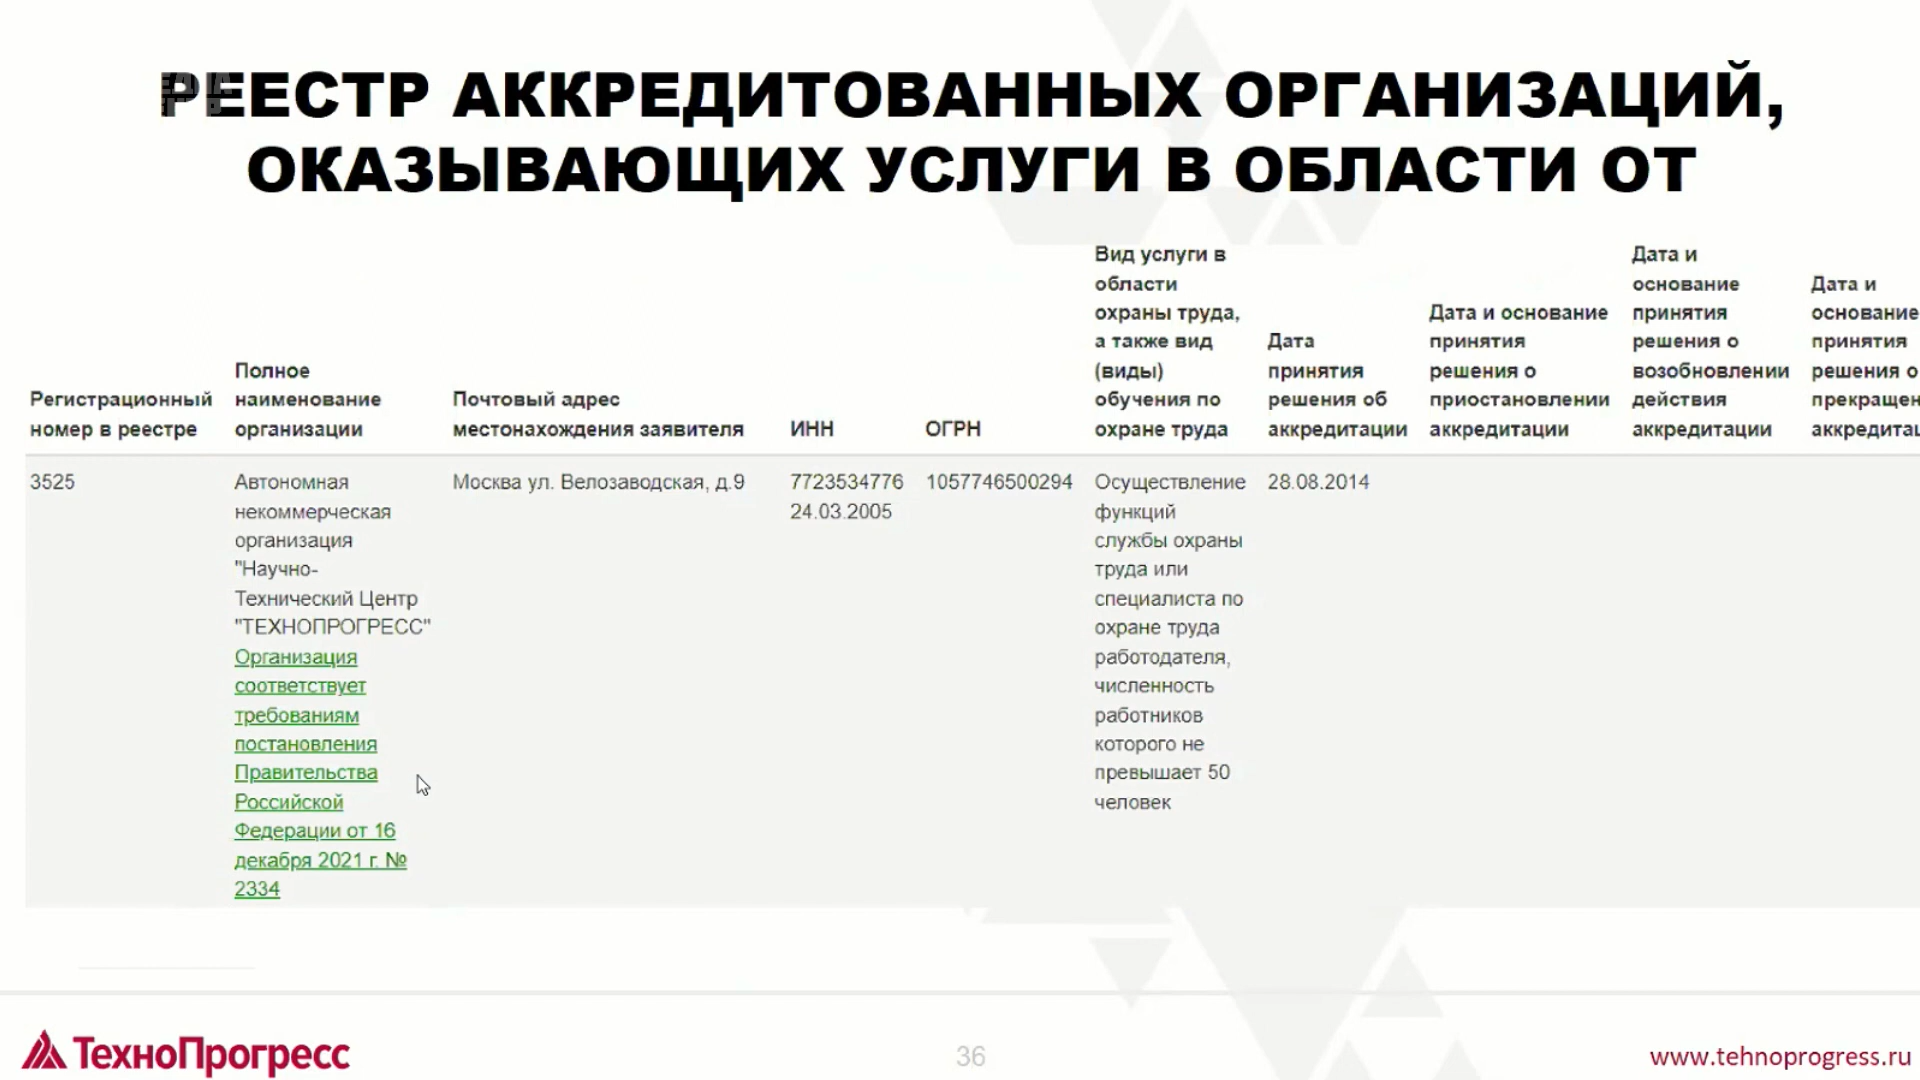 РЕЕСТР АККРЕДИТОВАННЫХ ОРГАНИЗАЦИЙ,
ОКАЗЫВАЮЩИХ УСЛУГИ В ОБЛАСТИ ОТ
Регистрационный
номер в реестре
Полное
наименование
организации
Почтовый адрес
местонахождения заявителя
ИНН
ОГРН
Вид услуги в
области
охраны труда,
а также вид
(виды)
обучения по
охране труда
Дата
принятия
решения об
аккредитации
Дата и основание
принятия
решения о
приостановлении
аккредитации
Дата и
основание
принятия
решения о
возобновлении
действия
аккредитации
Дата и
основание
принятия
решения о
прекращен
аккредитац
3525
Автономная
некоммерческая
организация
"Научно-
Технический Центр
"ТЕХНОПРОГРЕСС"
Организация
соответствует
требованиям
постановления
Правительства
Российской
Федерации от 16
декабря 2021 г. №
2334
Москва ул. Велозаводская, д.9
7723534776
24.03.2005
1057746500294
Осуществление
функций
службы охраны
труда или
специалиста по
охране труда
работодателя,
численность
работников
которого не
превышает 50
человек
28.08.2014
ТехноПрогресс
36
www.tehnoprogress.ru